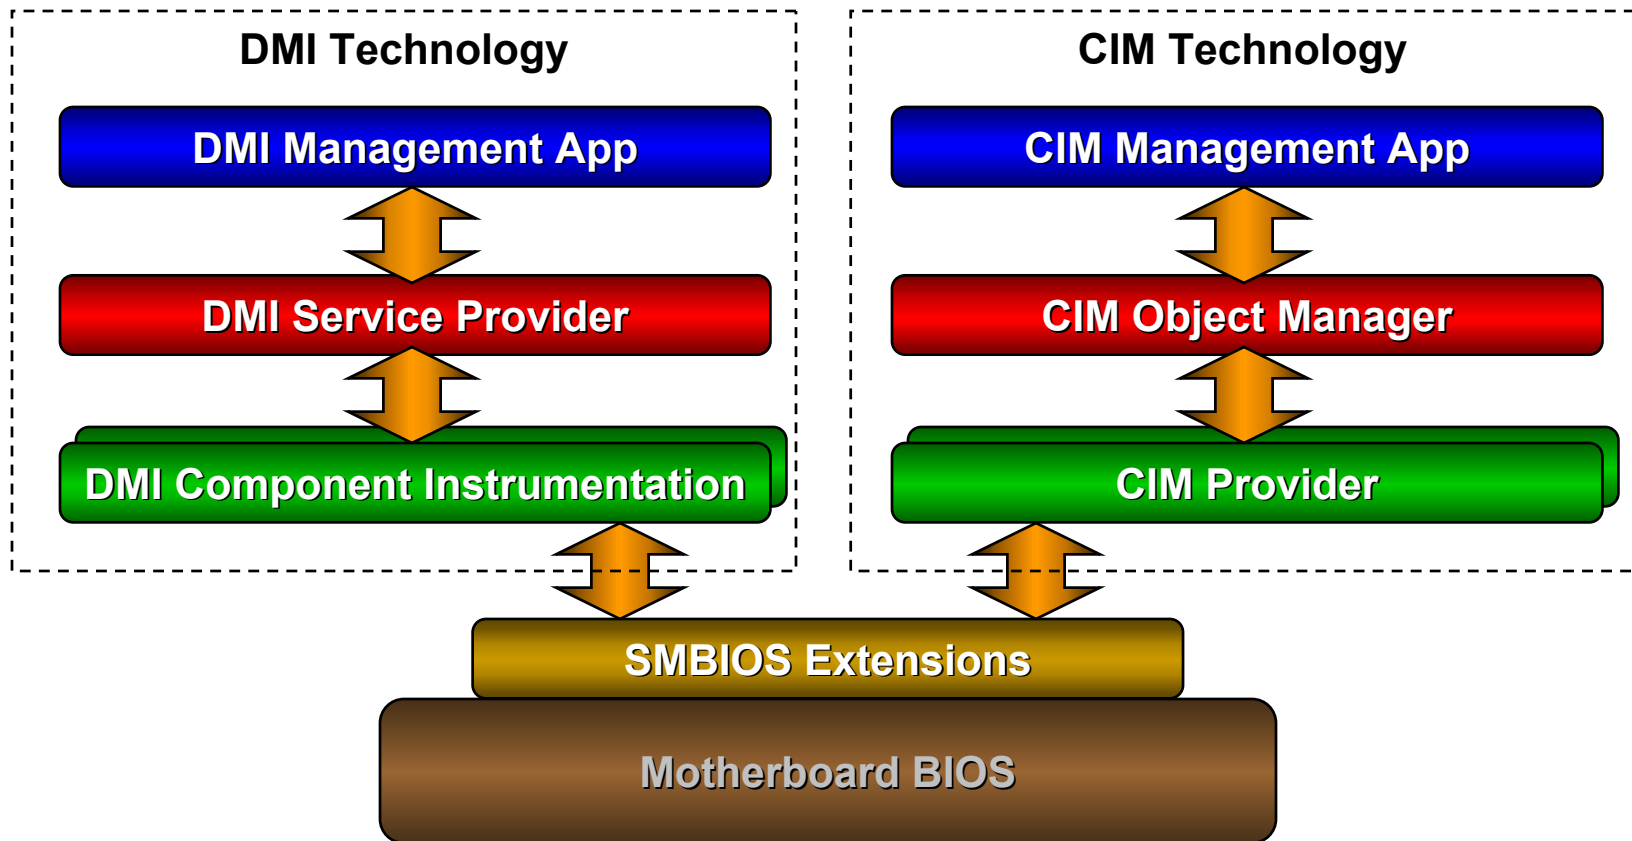 DMI Technology
DMI Management App
DMI Service Provider
DMI Component Instrumentation
CIM Technology
CIM Management App
CIM Object Manager
CIM Provider
SMBIOS Extensions
Motherboard BIOS